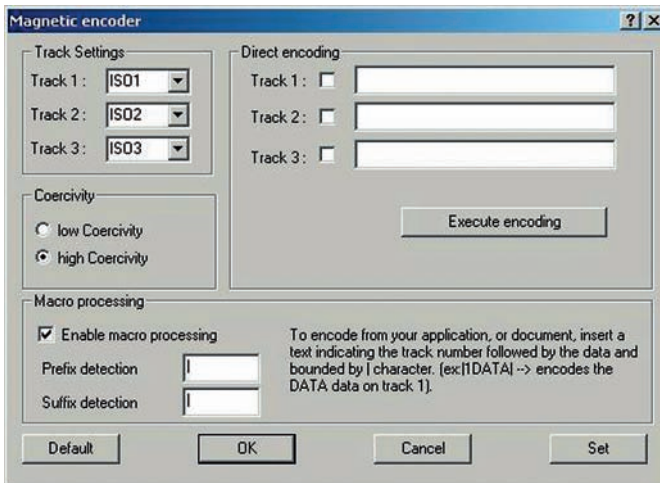 Magnetic encoder
Track Settings
Track 1 : ISO1
Track 2 : ISO2
Track 3 : ISO3
Coercivity
low Coercivity
high Coercivity
Direct encoding
Track 1 :
Track 2 :
Track 3 :
Execute encoding
Macro processing
Enable macro processing
Prefix detection |
Suffix detection |
To encode from your application, or document, insert a
text indicating the track number followed by the data and
bounded by | character. (ex:|1DATA| --> encodes the
DATA data on track 1).
Default
OK
Cancel
Set